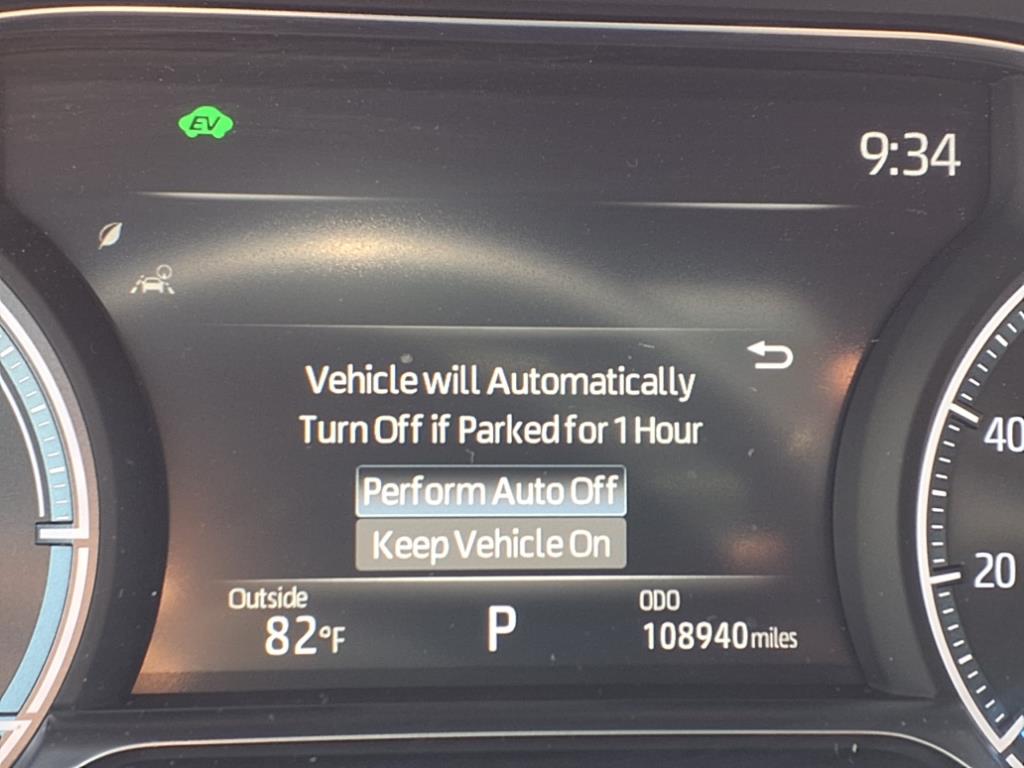 EV
9:34
Vehicle will Automatically
Turn Off if Parked for 1 Hour
Perform Auto Off
Keep Vehicle On
Outside
82°F
P
ODO
108940 miles
40
20